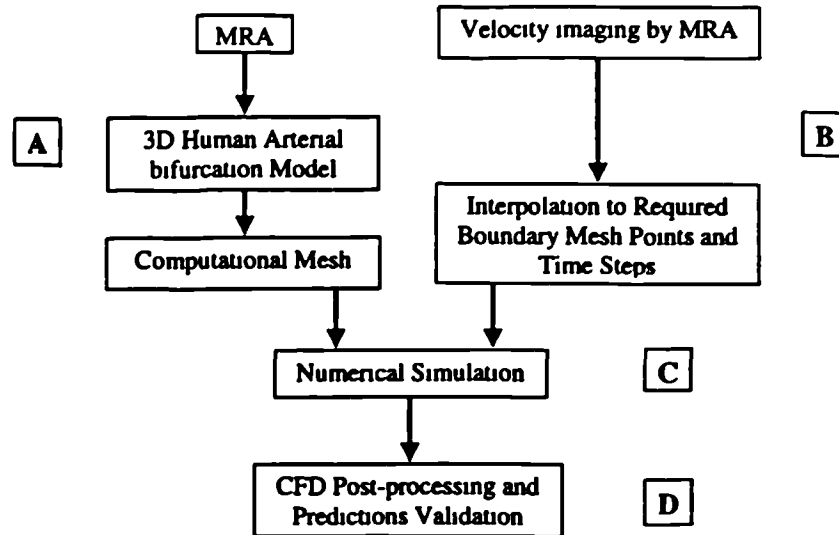 MRA
Velocity imaging by MRA
A
3D Human Arterial
bifurcation Model
B
Interpolation to Required
Boundary Mesh Points and
Time Steps
Computational Mesh
Numerical Simulation
C
CFD Post-processing and
Predictions Validation
D